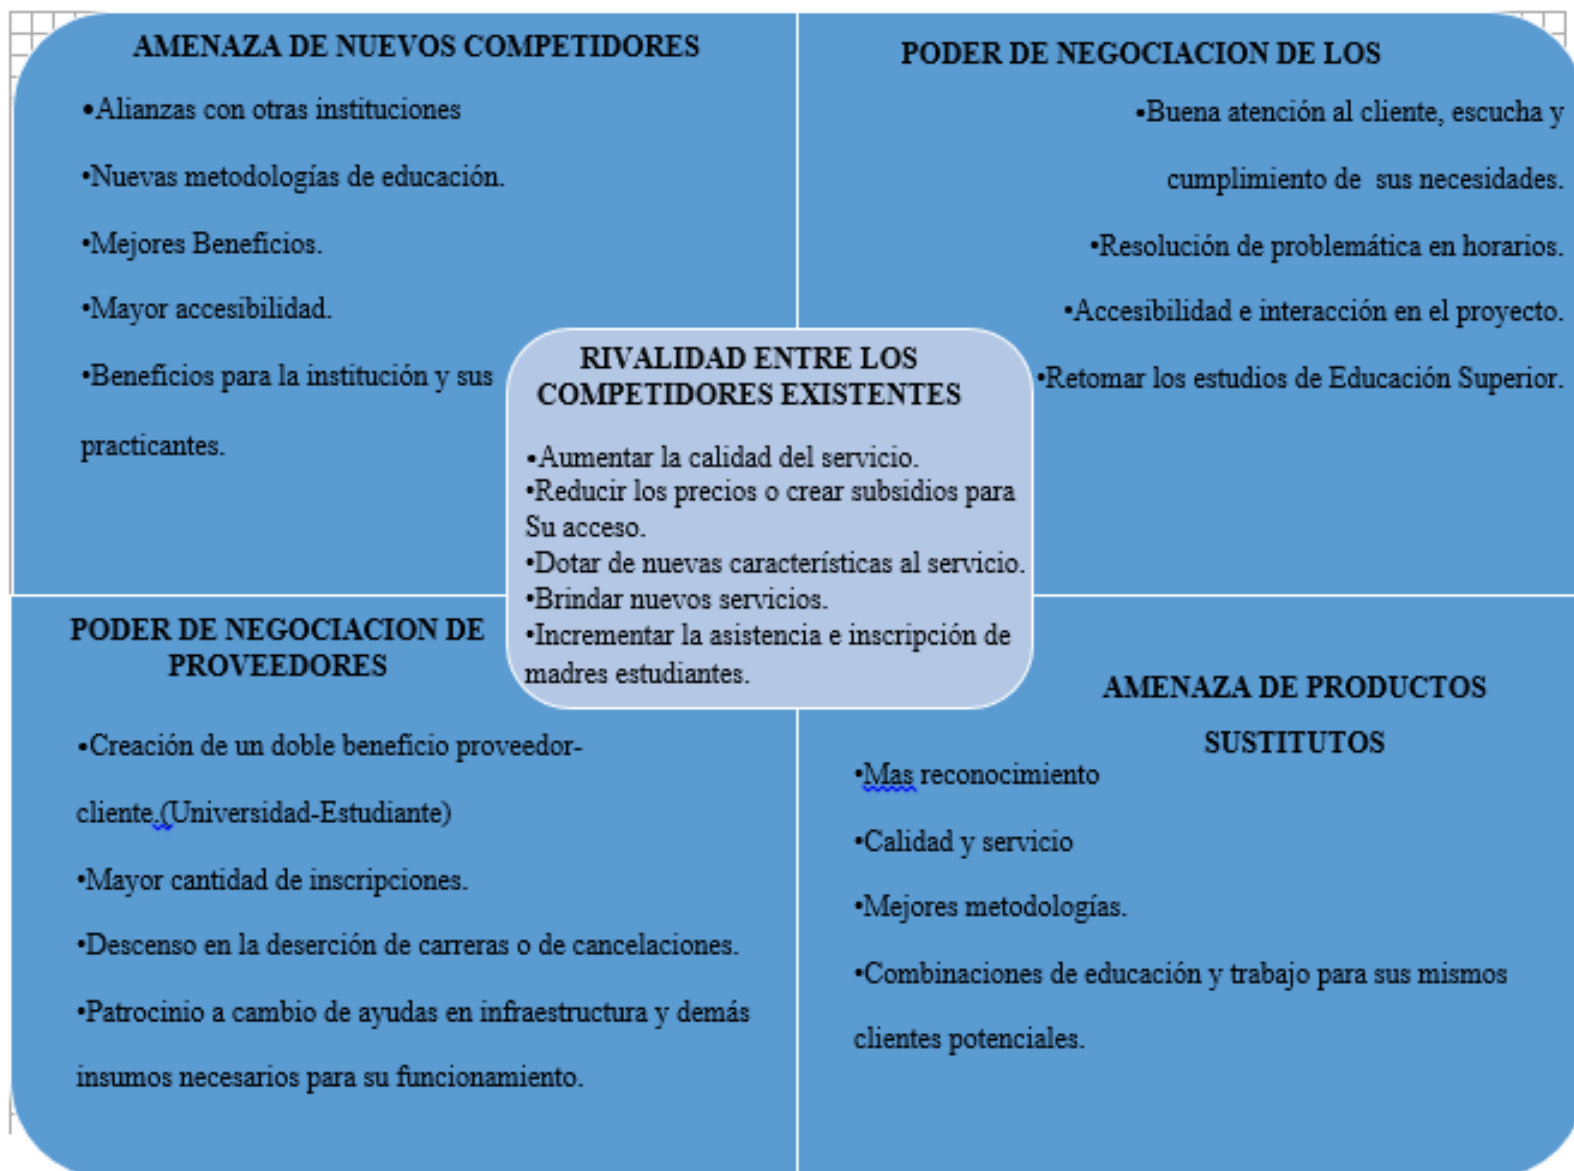 AMENAZA DE NUEVOS COMPETIDORES
•Alianzas con otras instituciones
•Nuevas metodologías de educación.
•Mejores Beneficios.
•Mayor accesibilidad.
•Beneficios para la institución y sus
practicantes.
PODER DE NEGOCIACION DE LOS
•Buena atención al cliente, escucha y
cumplimiento de sus necesidades.
•Resolución de problemática en horarios.
•Accesibilidad e interacción en el proyecto.
•Retomar los estudios de Educación Superior.
RIVALIDAD ENTRE LOS
COMPETIDORES EXISTENTES
•Aumentar la calidad del servicio.
•Reducir los precios o crear subsidios para
Su acceso.
•Dotar de nuevas características al servicio.
•Brindar nuevos servicios.
•Incrementar la asistencia e inscripción de
madres estudiantes.
PODER DE NEGOCIACION DE
PROVEEDORES
•Creación de un doble beneficio proveedor-
cliente.(Universidad-Estudiante)
•Mayor cantidad de inscripciones.
•Descenso en la deserción de carreras o de cancelaciones.
•Patrocinio a cambio de ayudas en infraestructura y demás
insumos necesarios para su funcionamiento.
AMENAZA DE PRODUCTOS
SUSTITUTOS
•Mas reconocimiento
•Calidad y servicio
•Mejores metodologías.
•Combinaciones de educación y trabajo para sus mismos
clientes potenciales.